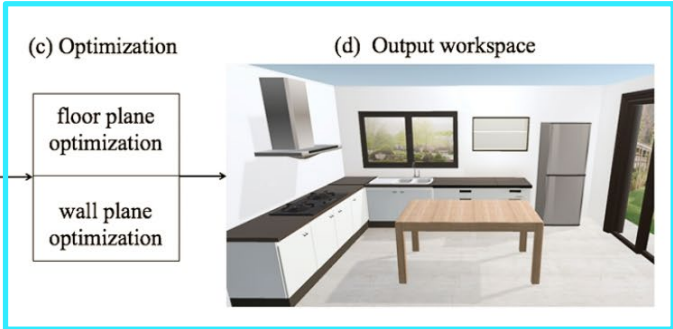 (c) Optimization
(d) Output workspace
floor plane
optimization
wall plane
optimization